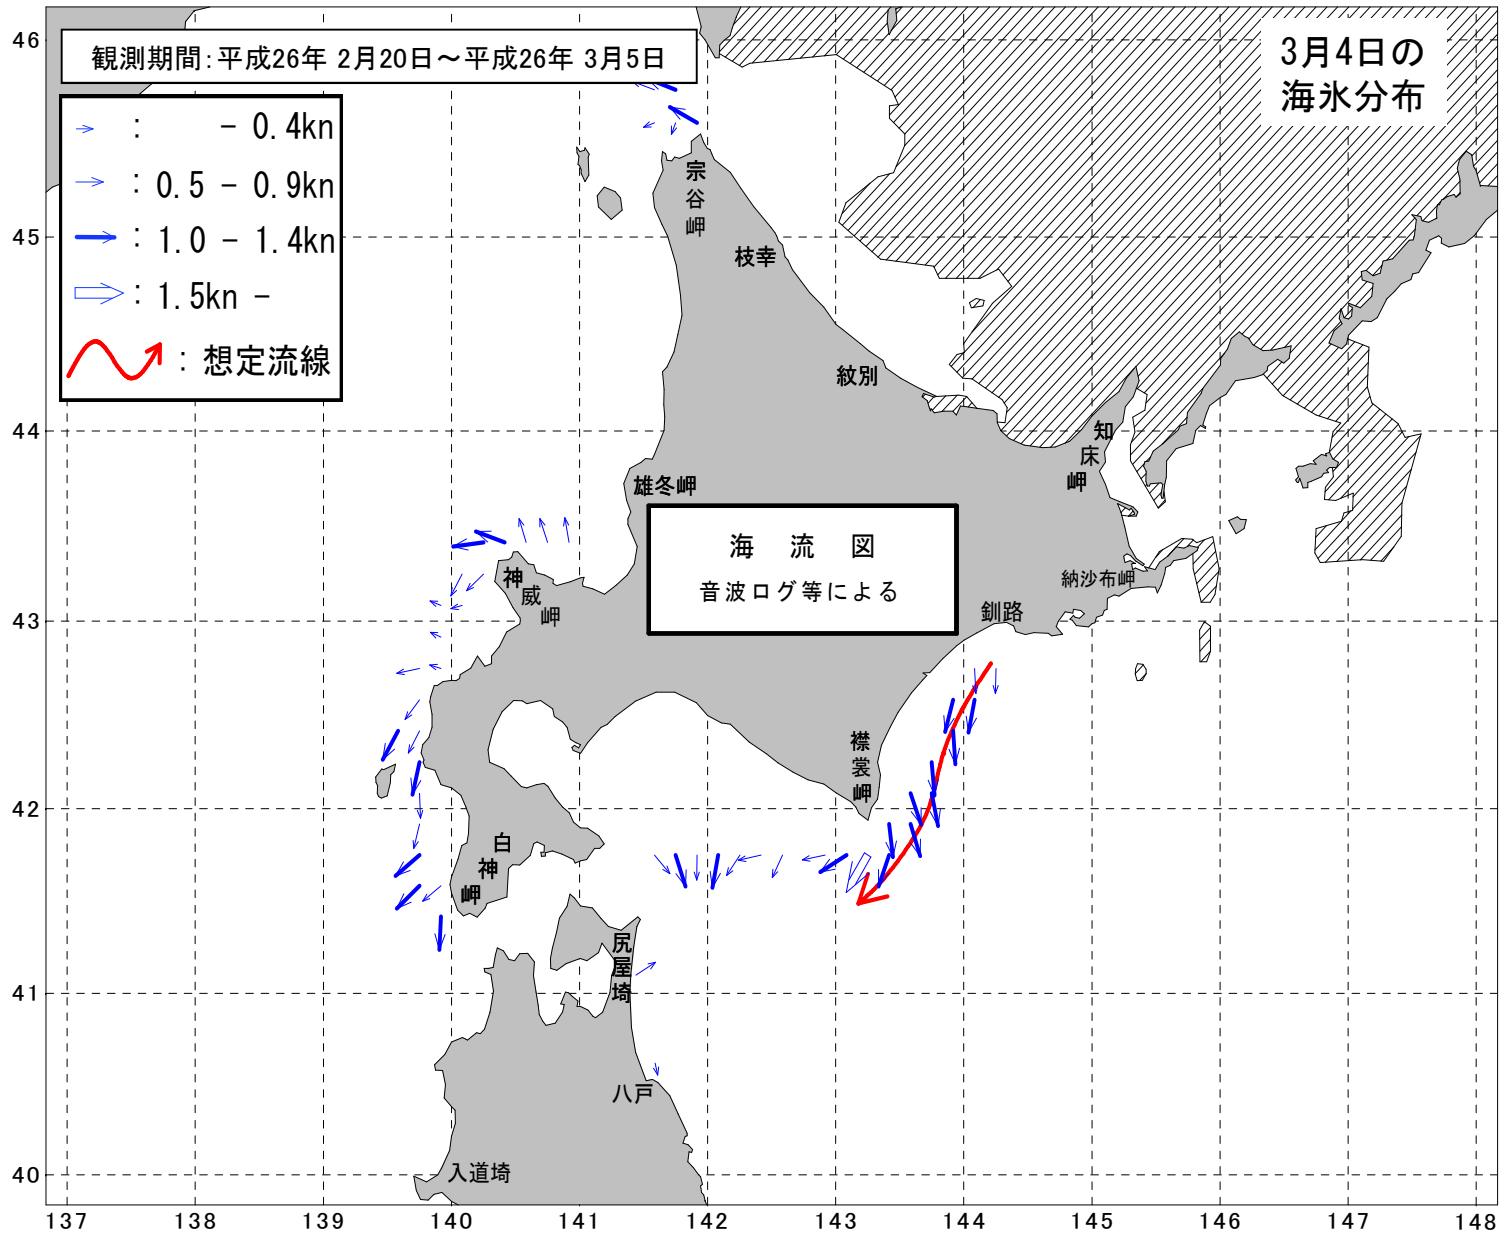 観測期間:平成26年 2月20日～平成26年 3月5日
3月4日の
海氷分布
: - 0.4kn
: 0.5 - 0.9kn
: 1.0 - 1.4kn
: 1.5kn -
: 想定流線
宗谷岬
枝幸
紋別
知床岬
雄冬岬
海 流 図
音波ログ等による
神威岬
納沙布岬
釧路
襟裳岬
白神岬
尻屋埼
八戸
入道埼
46
45
44
43
42
41
40
137 138 139 140 141 142 143 144 145 146 147 148